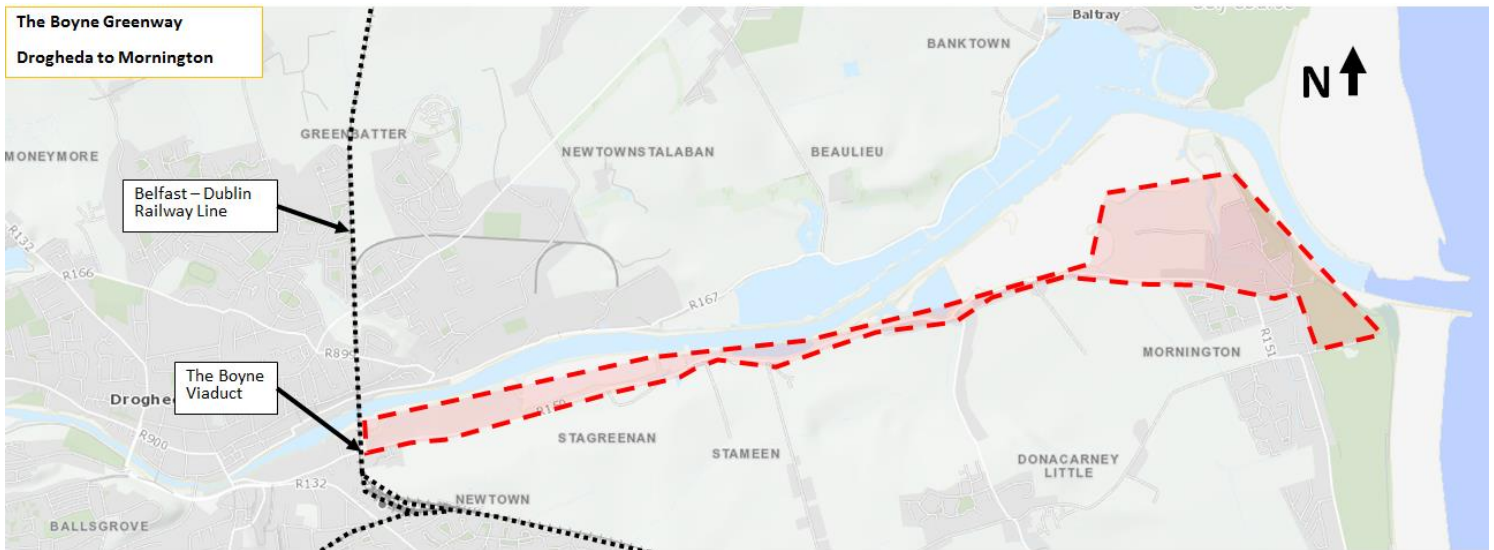 The Boyne Greenway
Drogheda to Mornington
Baltray
BANKTOWN
N
GREENBATTER
MONEYMORE
NEWTOWNSTALABAN
BEAULIEU
Belfast – Dublin
Railway Line
R132
R166
R167
R899
The Boyne
Viaduct
MORNINGTON
R151
R150
R900
STAGREENAN
STAMEEN
DONACARNEY
LITTLE
R132
NEWTOWN
BALLSGROVE